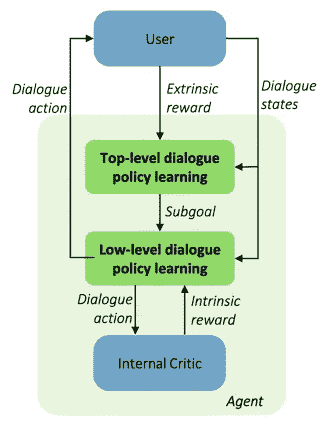 User
Dialogue
action
Extrinsic
reward
Dialogue
states
Top-level dialogue
policy learning
Subgoal
Low-level dialogue
policy learning
Dialogue
action
Intrinsic
reward
Internal Critic
Agent